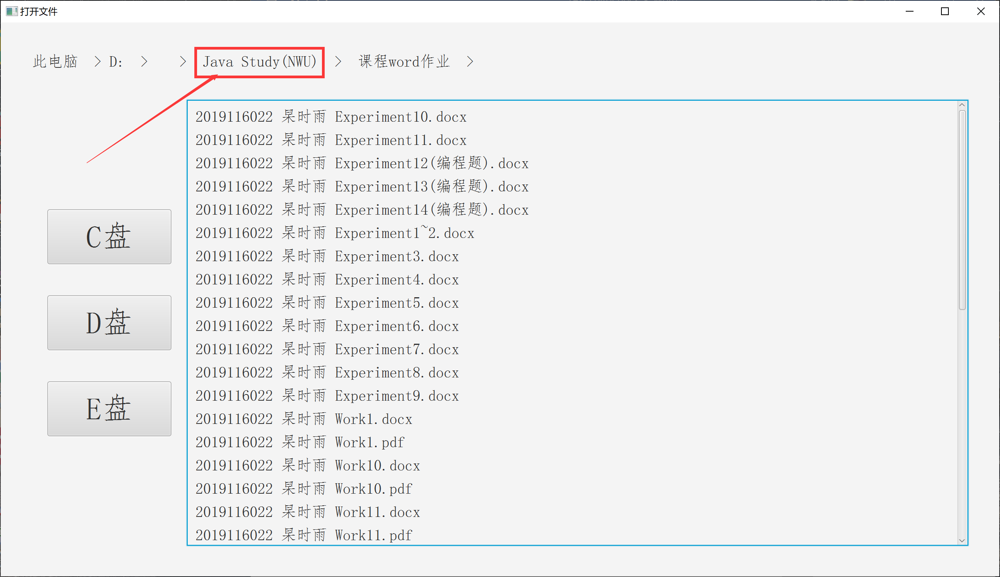 打开文件
此电脑 > D: > > Java Study(NWU) > 课程word作业 >
2019116022 杲时雨 Experiment10.docx
2019116022 杲时雨 Experiment11.docx
2019116022 杲时雨 Experiment12(编程题).docx
2019116022 杲时雨 Experiment13(编程题).docx
2019116022 杲时雨 Experiment14(编程题).docx
2019116022 杲时雨 Experiment1~2.docx
2019116022 杲时雨 Experiment3.docx
2019116022 杲时雨 Experiment4.docx
2019116022 杲时雨 Experiment5.docx
2019116022 杲时雨 Experiment6.docx
2019116022 杲时雨 Experiment7.docx
2019116022 杲时雨 Experiment8.docx
2019116022 杲时雨 Experiment9.docx
2019116022 杲时雨 Work1.docx
2019116022 杲时雨 Work1.pdf
2019116022 杲时雨 Work10.docx
2019116022 杲时雨 Work10.pdf
2019116022 杲时雨 Work11.docx
2019116022 杲时雨 Work11.pdf
C盘
D盘
E盘